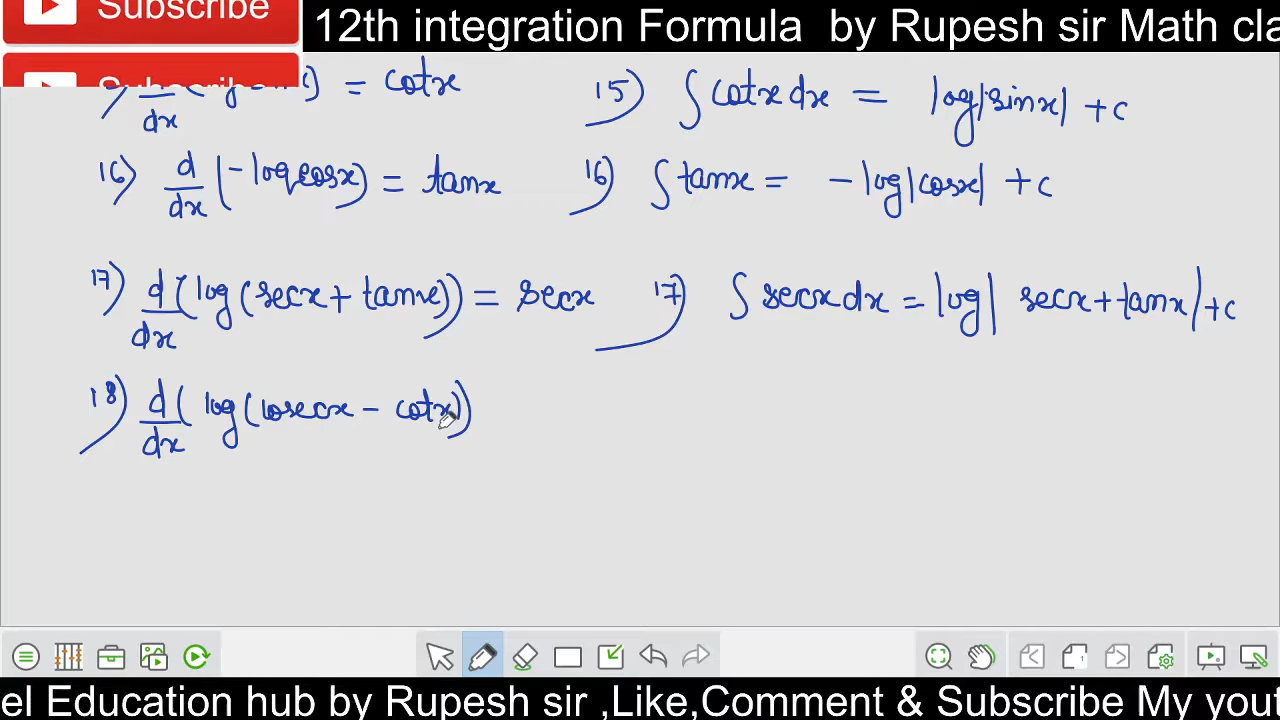 Subscribe
12th integration Formula by Rupesh sir Math cla
Subscribe
d/dx = cotx 15) ∫cotx dx = log|sinx| + c
16) d/dx (-log cosx) = tanx 16) ∫tanx = -log|cosx| + c
17) d/dx (log(secx + tanx)) = secx 17) ∫secx dx = log| secx + tanx| + c
18) d/dx (log(cosecx - cotx))
el Education hub by Rupesh sir ,Like,Comment & Subscribe My yout